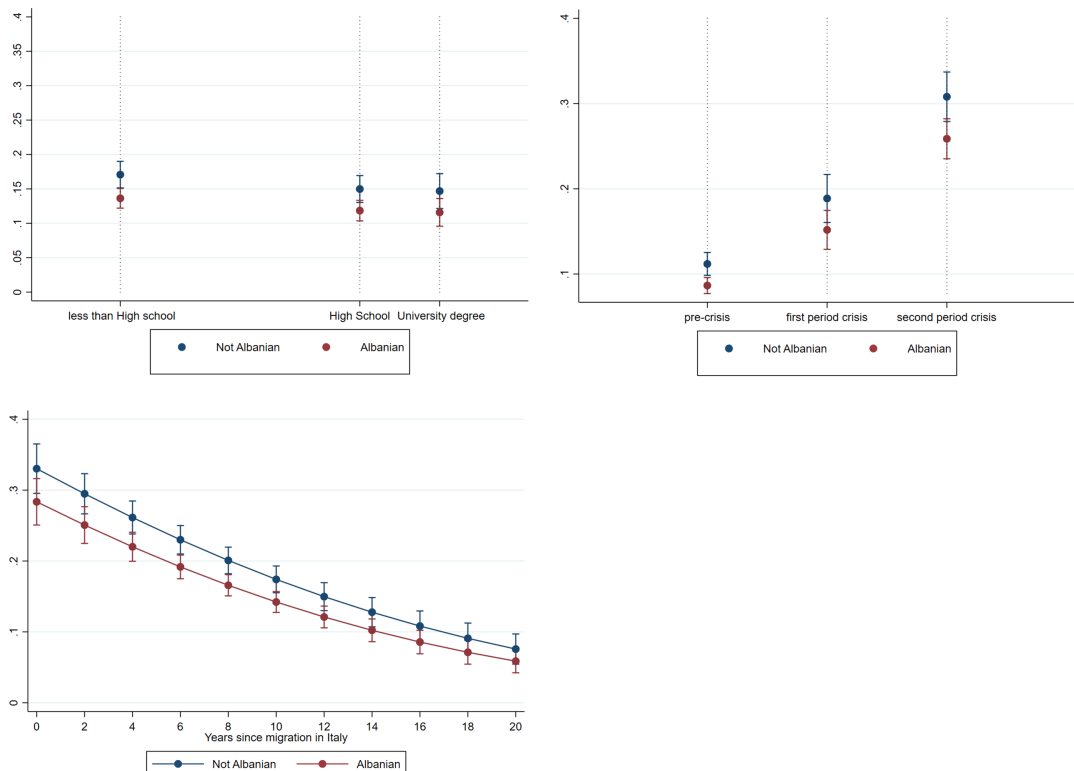 .4
.35
.3
.25
.2
.15
.1
.05
0
less than High school High School University degree
Not Albanian Albanian
.4
.3
.2
.1
pre-crisis first period crisis second period crisis
Not Albanian Albanian
.4
.3
.2
.1
0
0 2 4 6 8 10 12 14 16 18 20
Years since migration in Italy
Not Albanian Albanian